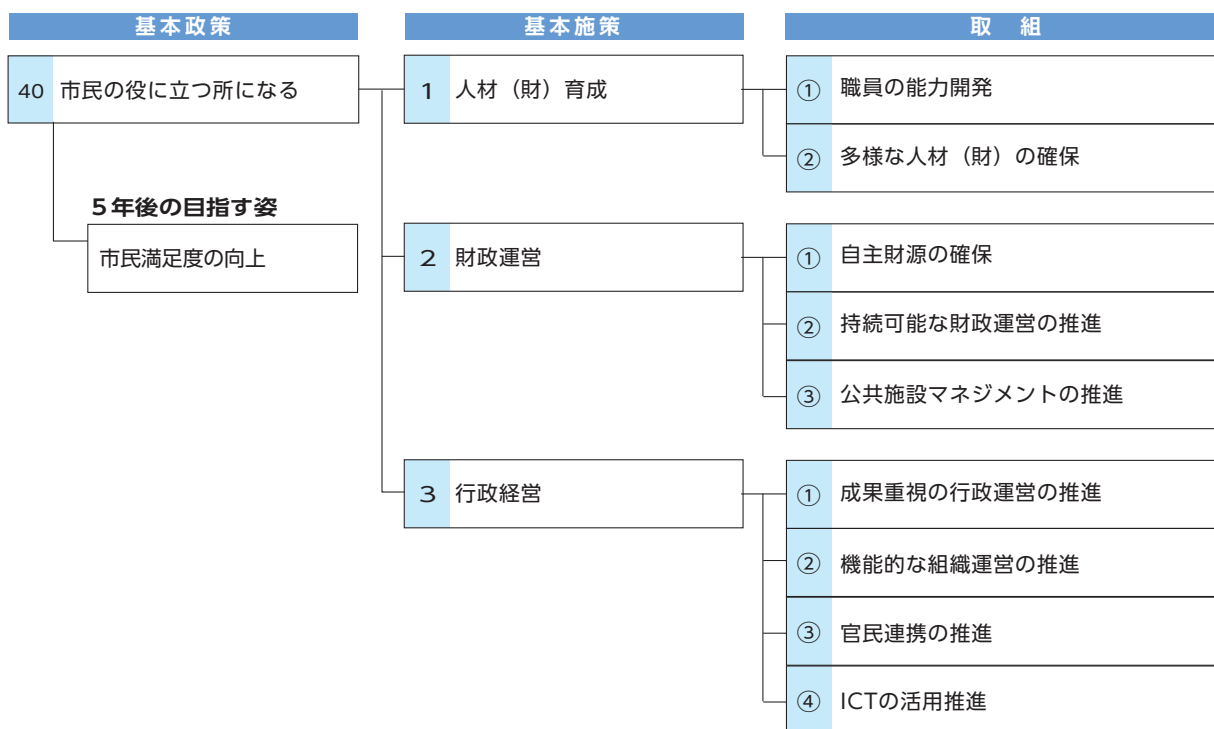 基本政策
基本施策
取 組
40 市民の役に立つ所になる
5年後の目指す姿
市民満足度の向上
1 人材（財）育成
① 職員の能力開発
② 多様な人材（財）の確保
2 財政運営
① 自主財源の確保
② 持続可能な財政運営の推進
③ 公共施設マネジメントの推進
3 行政経営
① 成果重視の行政運営の推進
② 機能的な組織運営の推進
③ 官民連携の推進
④ ICTの活用推進